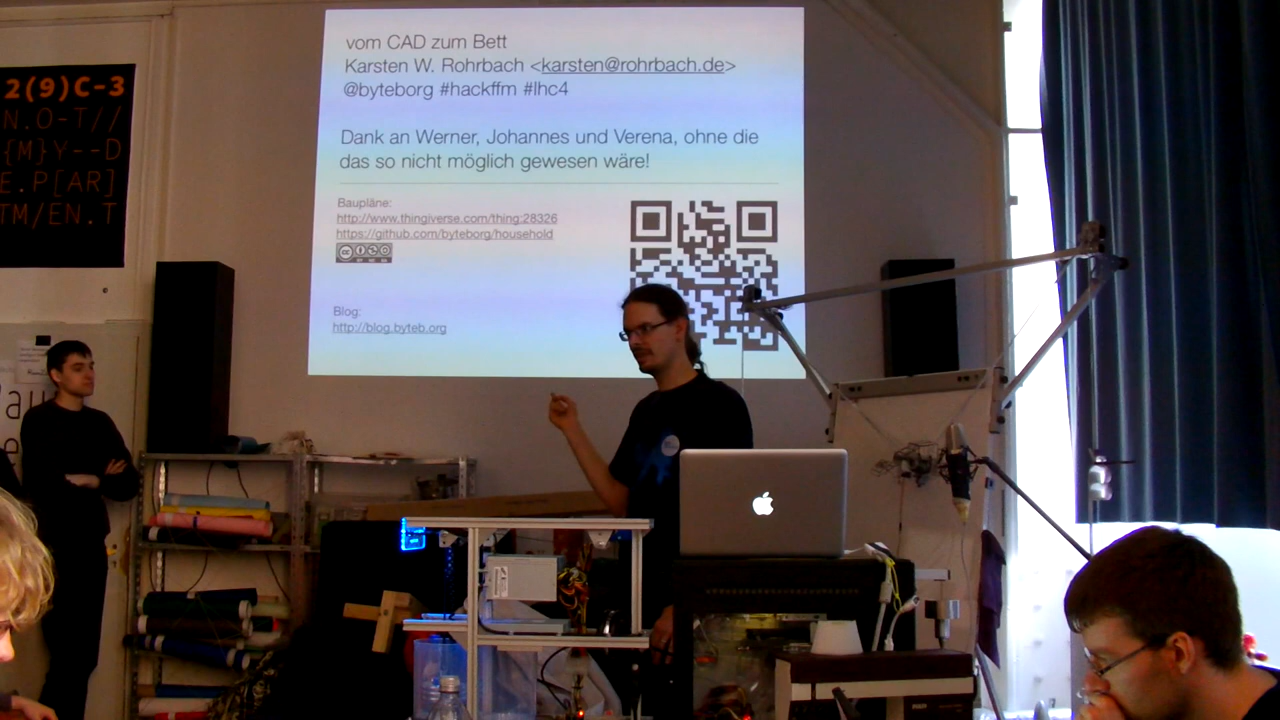 vom CAD zum Bett
Karsten W. Rohrbach <karsten@rohrbach.de>
@byteborg #hackffm #lhc4
Dank an Werner, Johannes und Verena, ohne die
das so nicht möglich gewesen wäre!
Baupläne:
http://www.thingiverse.com/thing:28326
https://github.com/byteborg/household
Blog:
http://blog.byteb.org
2(9)C-3
N.O-T//
{M}Y--D
E.P[AR]
TM/EN.T